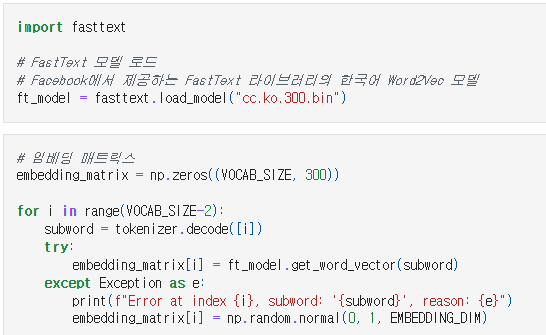 import fasttext
# FastText 모델 로드
# Facebook에서 제공하는 FastText 라이브러리의 한국어 Word2Vec 모델
ft_model = fasttext.load_model("cc.ko.300.bin")
# 임베딩 매트릭스
embedding_matrix = np.zeros((VOCAB_SIZE, 300))
for i in range(VOCAB_SIZE-2):
    subword = tokenizer.decode([i])
    try:
        embedding_matrix[i] = ft_model.get_word_vector(subword)
    except Exception as e:
        print(f"Error at index {i}, subword: '{subword}', reason: {e}")
        embedding_matrix[i] = np.random.normal(0, 1, EMBEDDING_DIM)